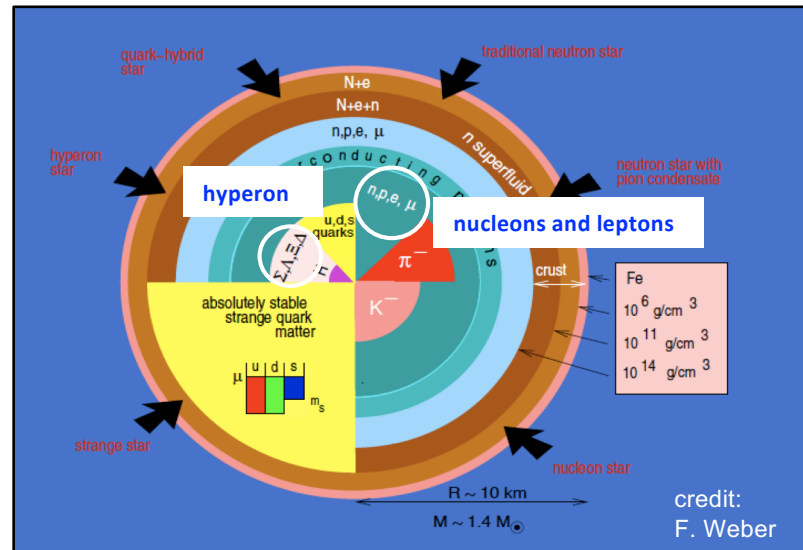 quark-hybrid
star
traditional neutron star
N+e
N+e+n
n,p,e, μ
n superfluid
hyperon
star
neutron star with
pion condensate
hyperon
n,p,e, μ
nucleons and leptons
u,d,s
quarks
Σ,Λ,Ξ,Δ
π⁻
K⁻
crust
Fe
10⁶ g/cm³
10¹¹ g/cm³
10¹⁴ g/cm³
absolutely stable
strange quark
matter
u d s
μ
mₛ
strange star
nucleon star
R ~ 10 km
M ~ 1.4 M☉
credit:
F. Weber